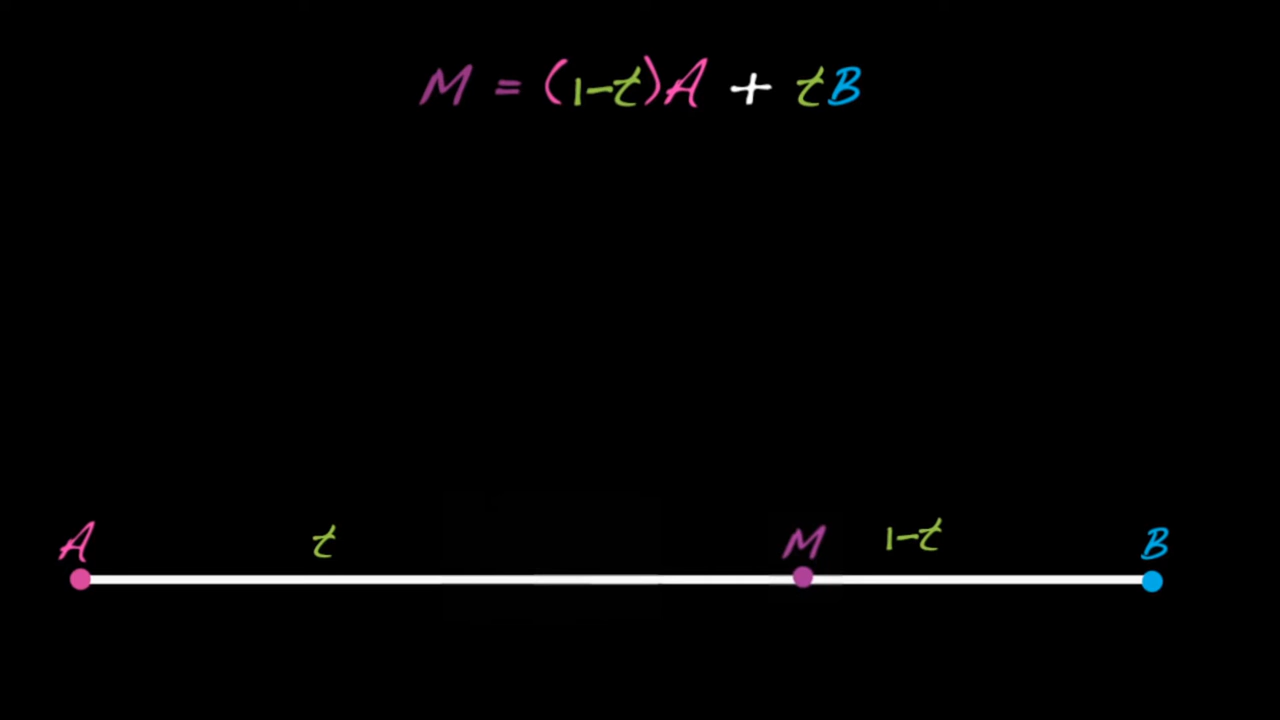 M = (1-t)A + tB
A t M 1-t B